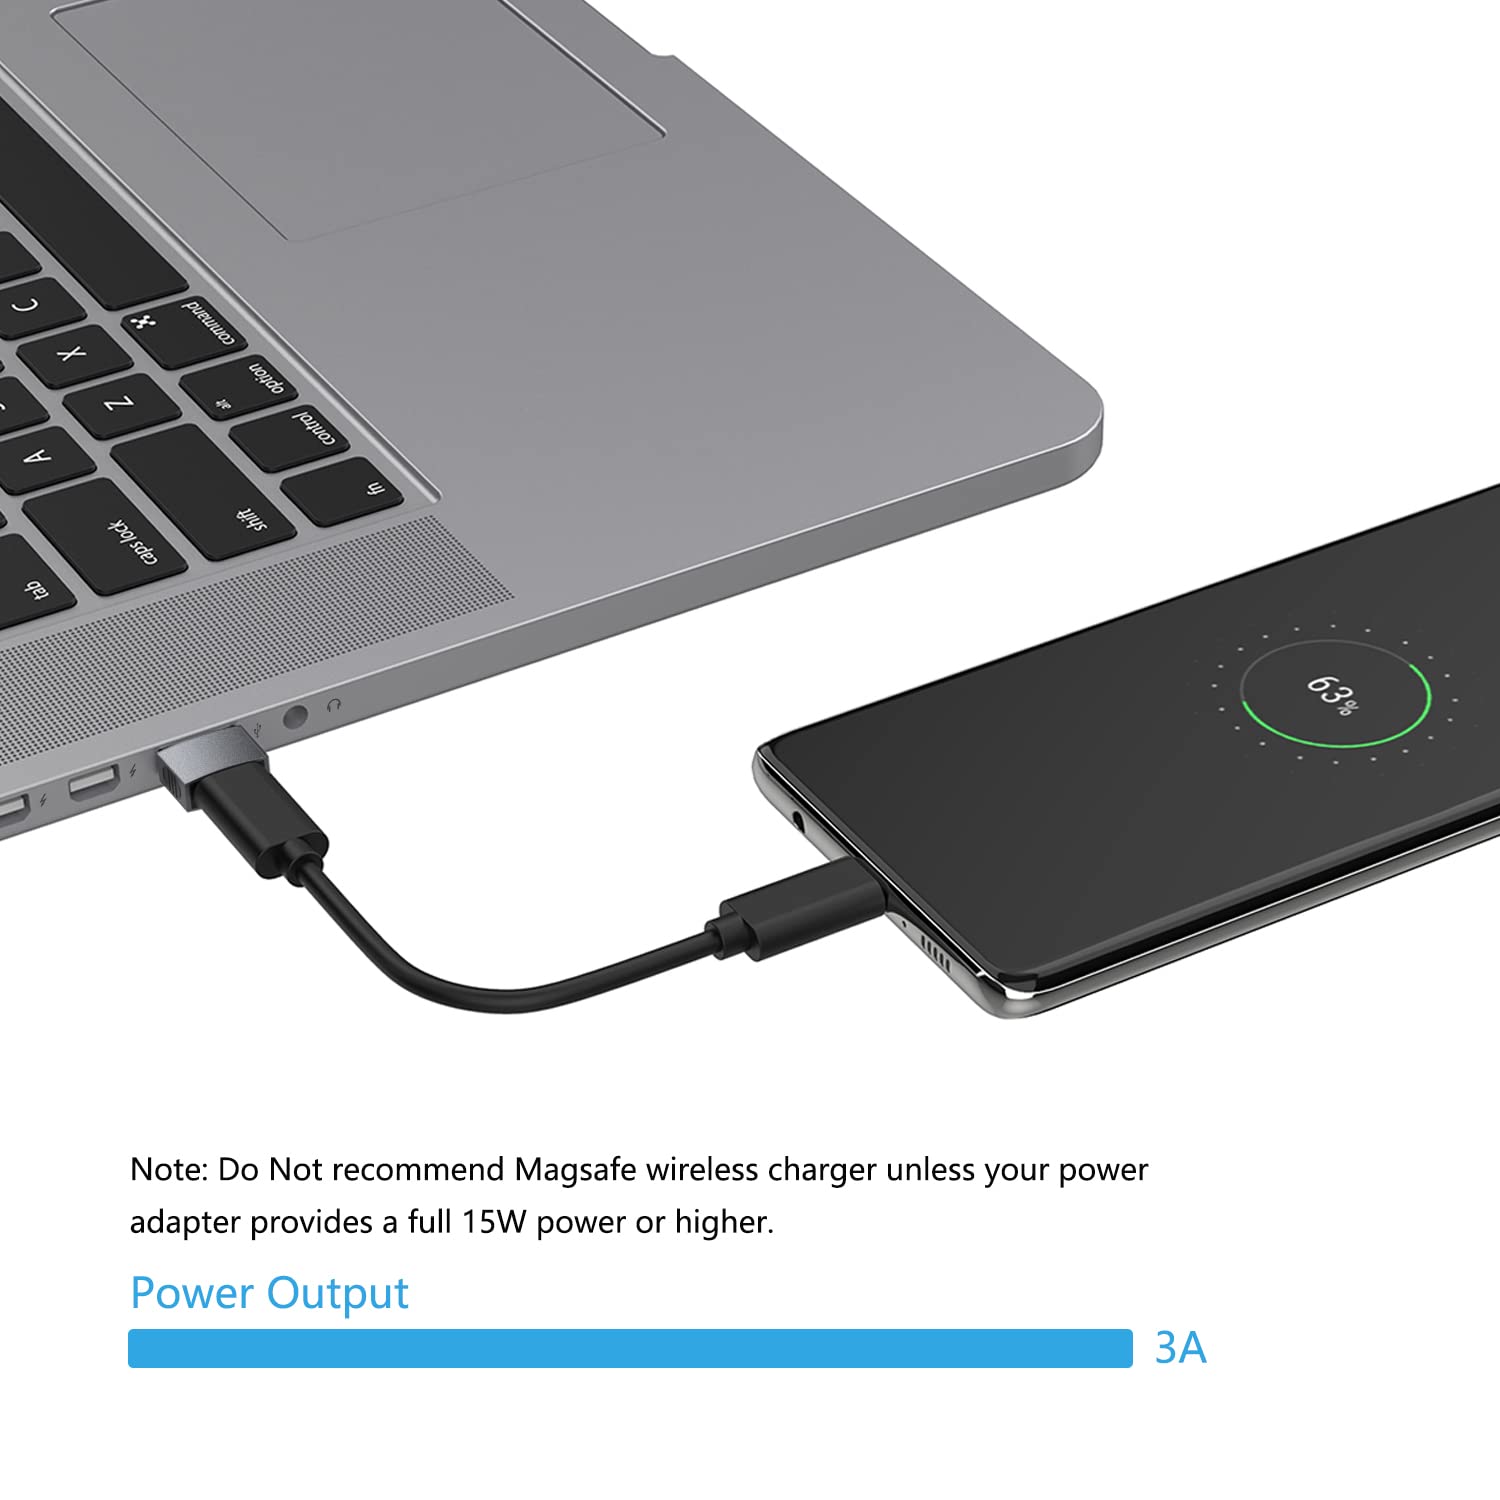 command
option
alt
control
fn
C
X
Z
A
shift
caps lock
tab
63%
Note: Do Not recommend Magsafe wireless charger unless your power
adapter provides a full 15W power or higher.
Power Output
3A